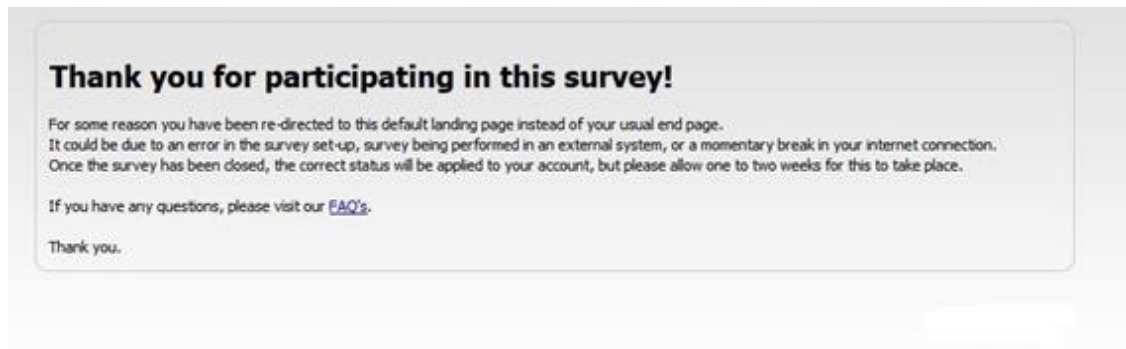 Thank you for participating in this survey!
For some reason you have been re-directed to this default landing page instead of your usual end page.
It could be due to an error in the survey set-up, survey being performed in an external system, or a momentary break in your internet connection.
Once the survey has been closed, the correct status will be applied to your account, but please allow one to two weeks for this to take place.
If you have any questions, please visit our FAQ's.
Thank you.